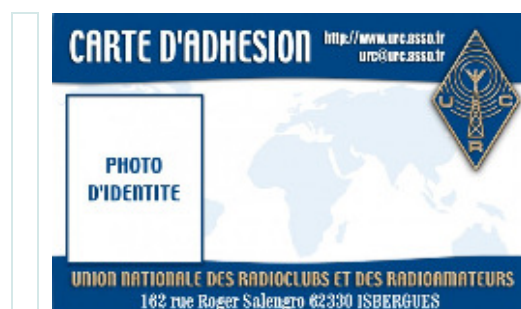 CARTE D'ADHESION
http://www.urc.asso.fr
urc@urc.asso.fr
U C
R
PHOTO
D'IDENTITE
UNION NATIONALE DES RADIOCLUBS ET DES RADIOAMATEURS
162 rue Roger Salengro 62330 ISBERGUES